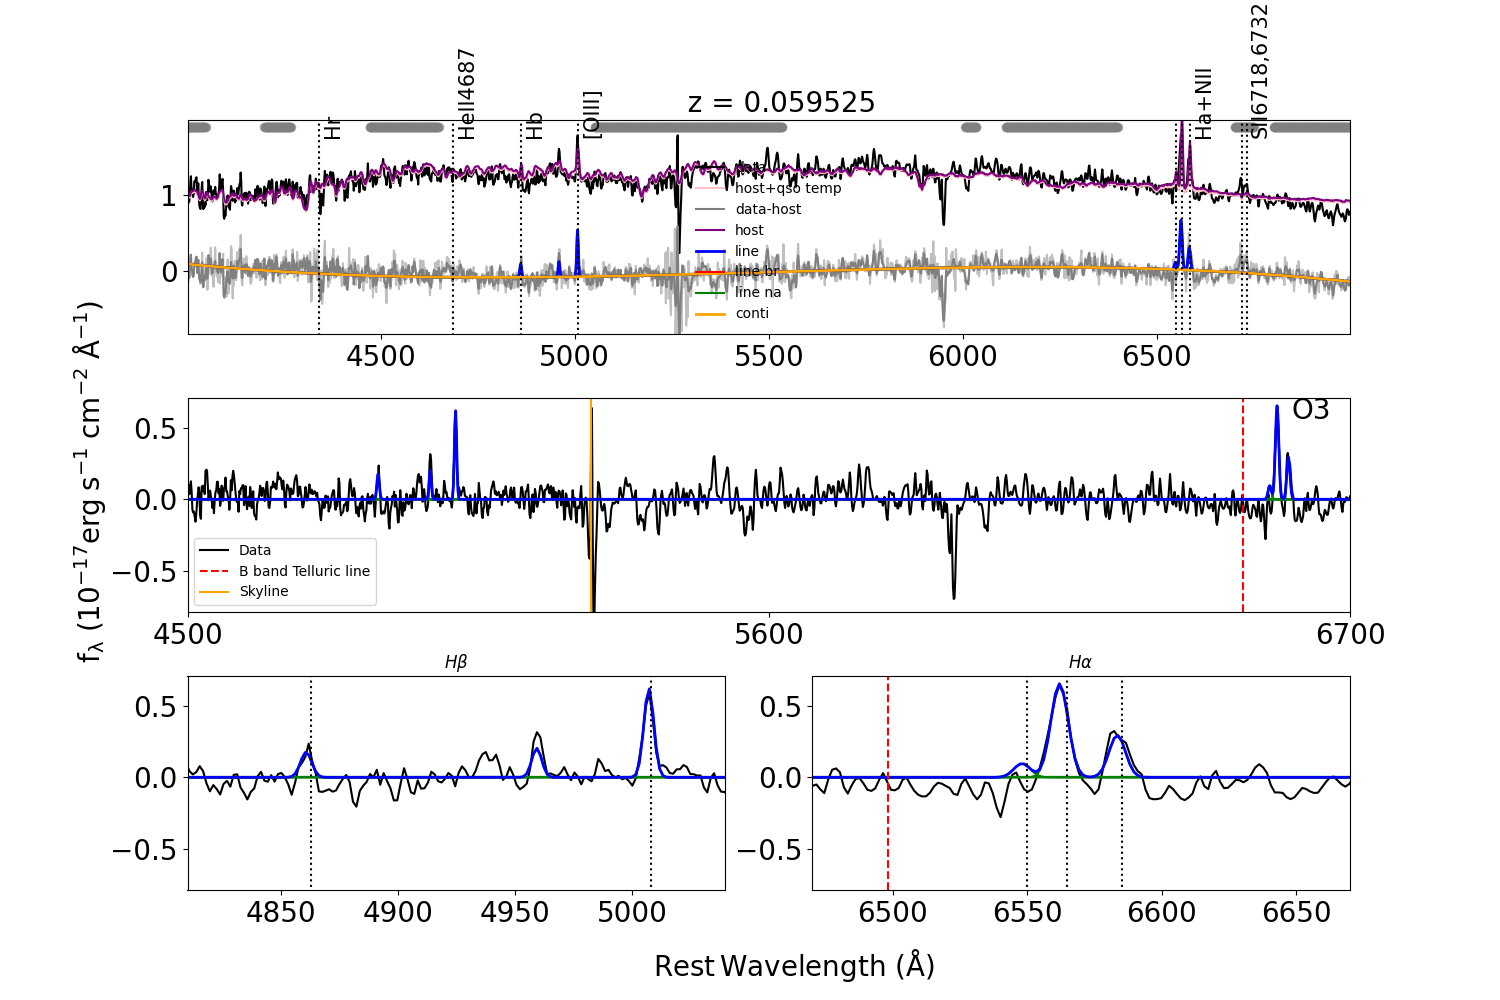 z = 0.059525
Hr
HeII4687
Hb
[OIII]
Ha+NII
SII6718,6732
1
0
data
host+qso temp
data-host
host
line
line br
line na
conti
4500 5000 5500 6000 6500
f_λ (10^−17 erg s^−1 cm^−2 Å^−1)
0.5
0.0
−0.5
O3
Data
B band Telluric line
Skyline
4500 5600 6700
Hβ
0.5
0.0
−0.5
4850 4900 4950 5000
Hα
0.5
0.0
−0.5
6500 6550 6600 6650
Rest Wavelength (Å)